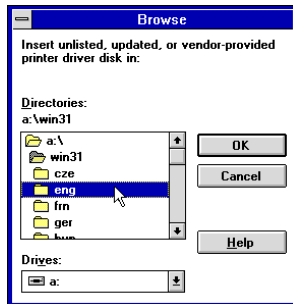 Browse
Insert unlisted, updated, or vendor-provided
printer driver disk in:
Directories:
a:\win31
a:\
win31
cze
eng
frn
ger
OK
Cancel
Help
Drives:
a: